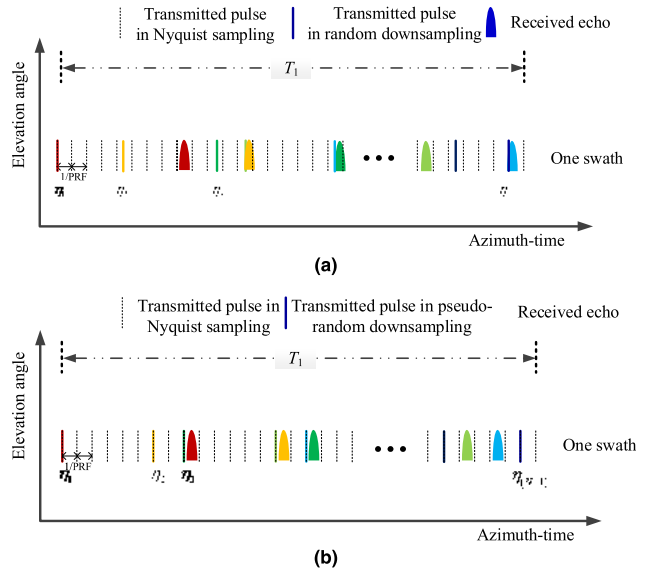 Transmitted pulse in Nyquist sampling
Transmitted pulse in random downsampling
Received echo
T1
Elevation angle
One swath
1/PRF
Azimuth-time
(a)
Transmitted pulse in Nyquist sampling
Transmitted pulse in pseudo-random downsampling
Received echo
T1
Elevation angle
One swath
1/PRF
Azimuth-time
(b)